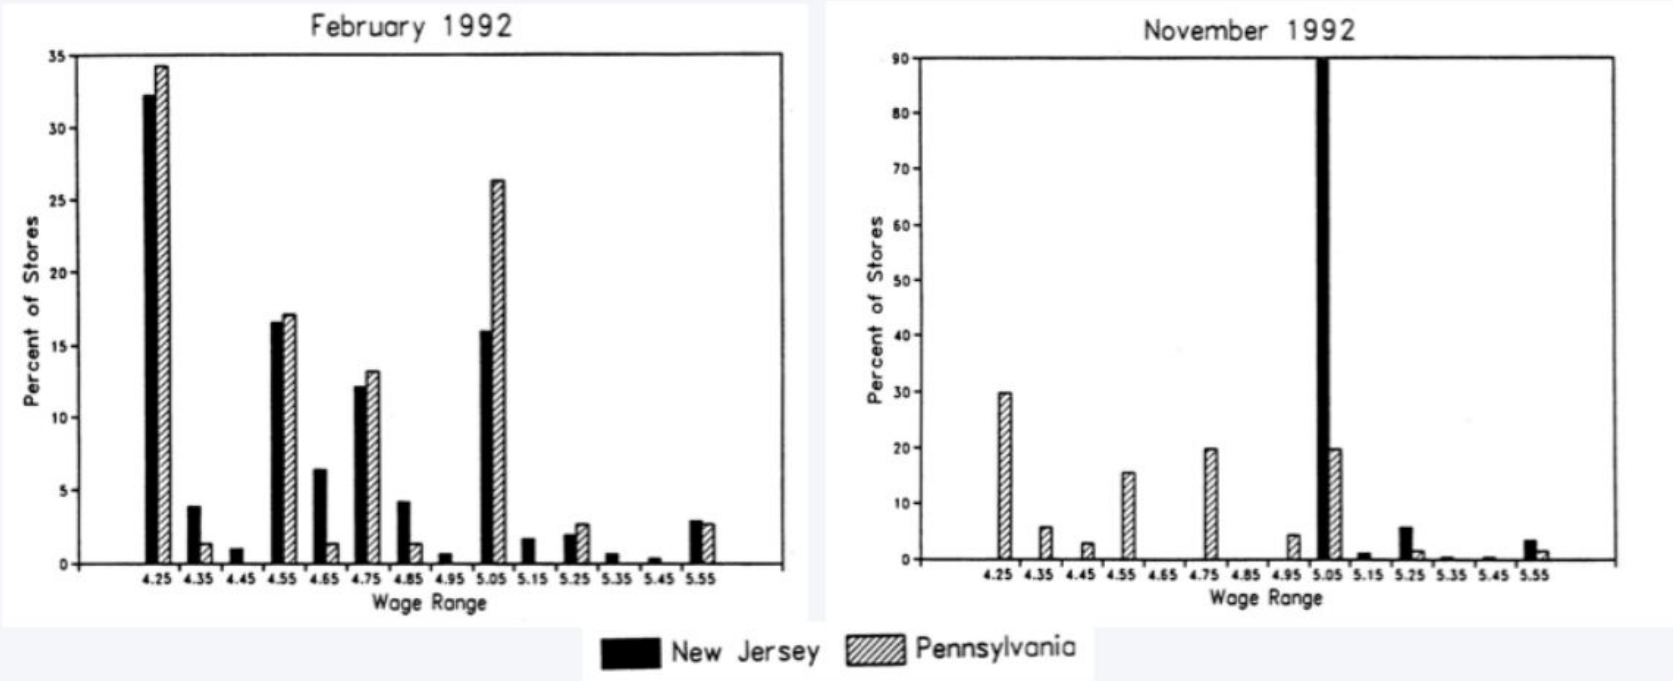 February 1992
35
30
25
20
15
10
5
0
Percent of Stores
4.25 4.35 4.45 4.55 4.65 4.75 4.85 4.95 5.05 5.15 5.25 5.35 5.45 5.55
Wage Range
November 1992
90
80
70
60
50
40
30
20
10
0
Percent of Stores
4.25 4.35 4.45 4.55 4.65 4.75 4.85 4.95 5.05 5.15 5.25 5.35 5.45 5.55
Wage Range
New Jersey Pennsylvania